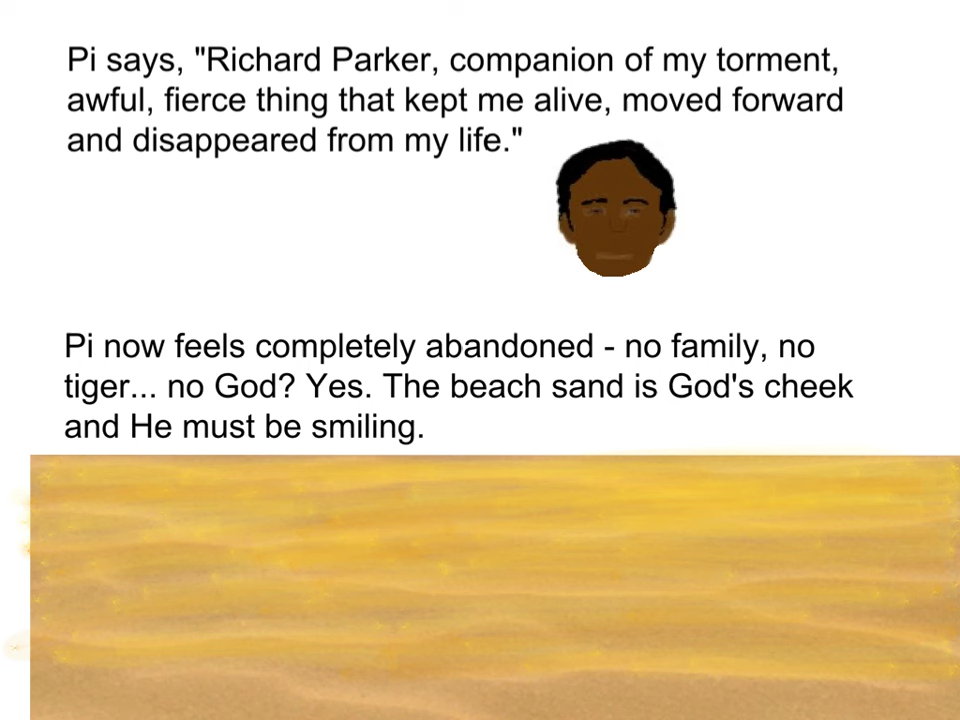 Pi says, "Richard Parker, companion of my torment,
awful, fierce thing that kept me alive, moved forward
and disappeared from my life."
Pi now feels completely abandoned - no family, no
tiger... no God? Yes. The beach sand is God's cheek
and He must be smiling.